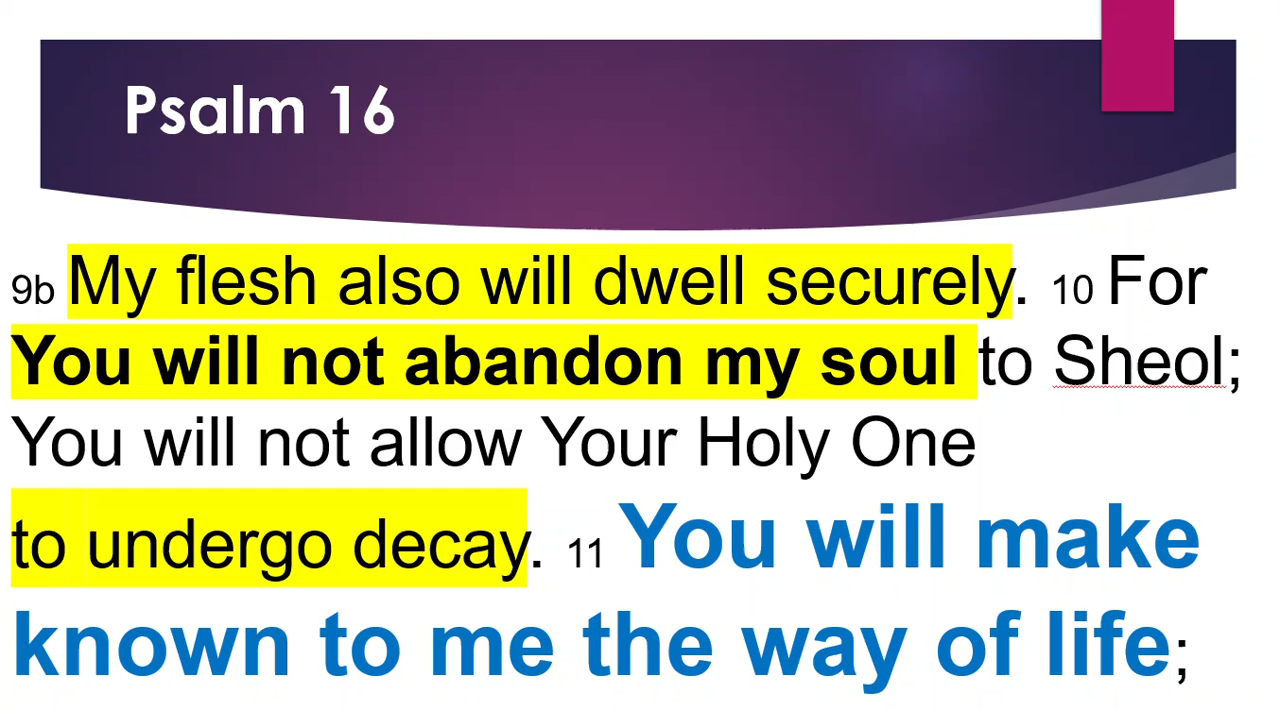 Psalm 16
9b My flesh also will dwell securely. 10 For
You will not abandon my soul to Sheol;
You will not allow Your Holy One
to undergo decay. 11 You will make
known to me the way of life;